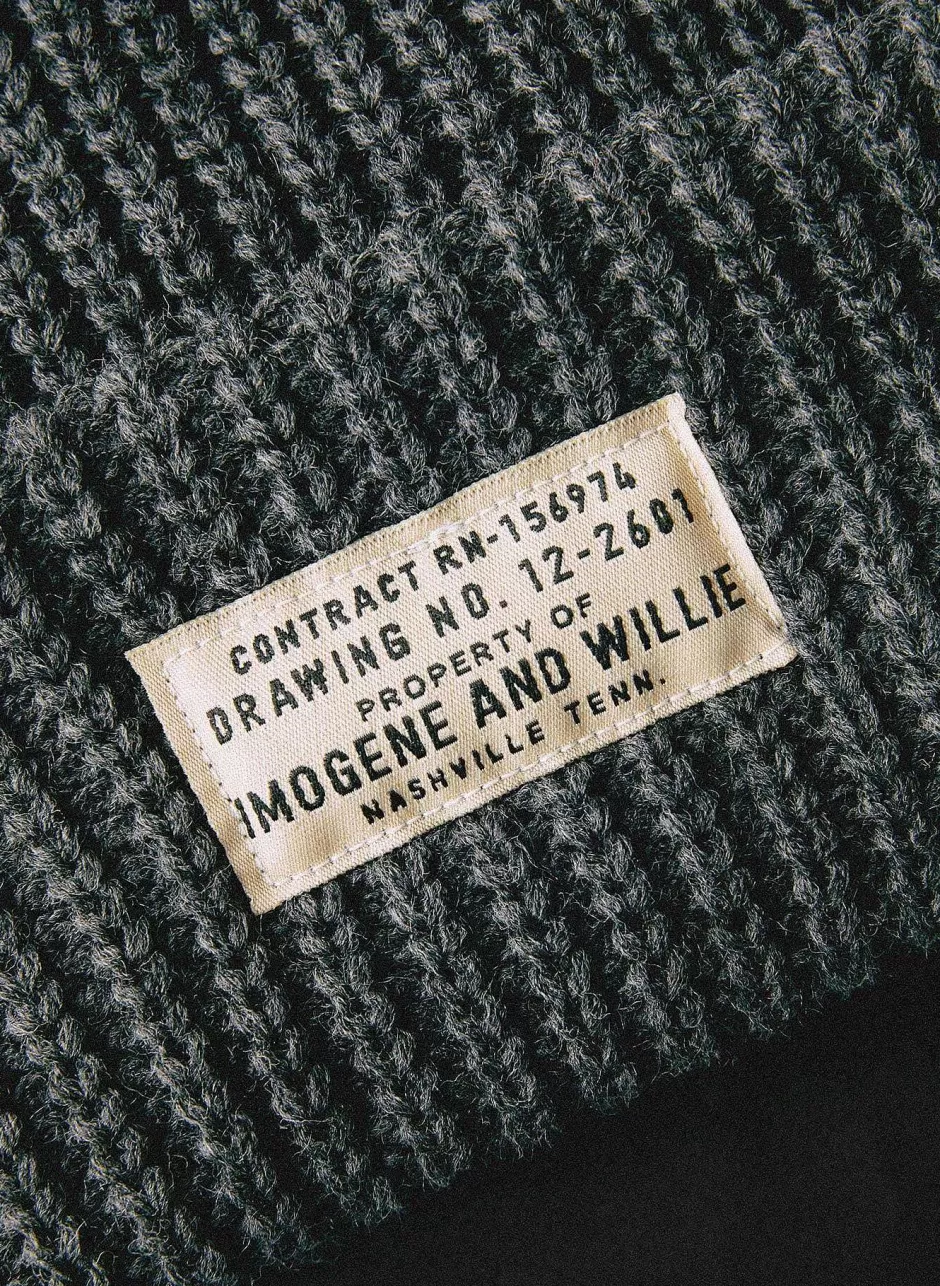 CONTRACT RN-156974
DRAWING NO. 12-2601
PROPERTY OF
IMOGENE AND WILLIE
NASHVILLE TENN.